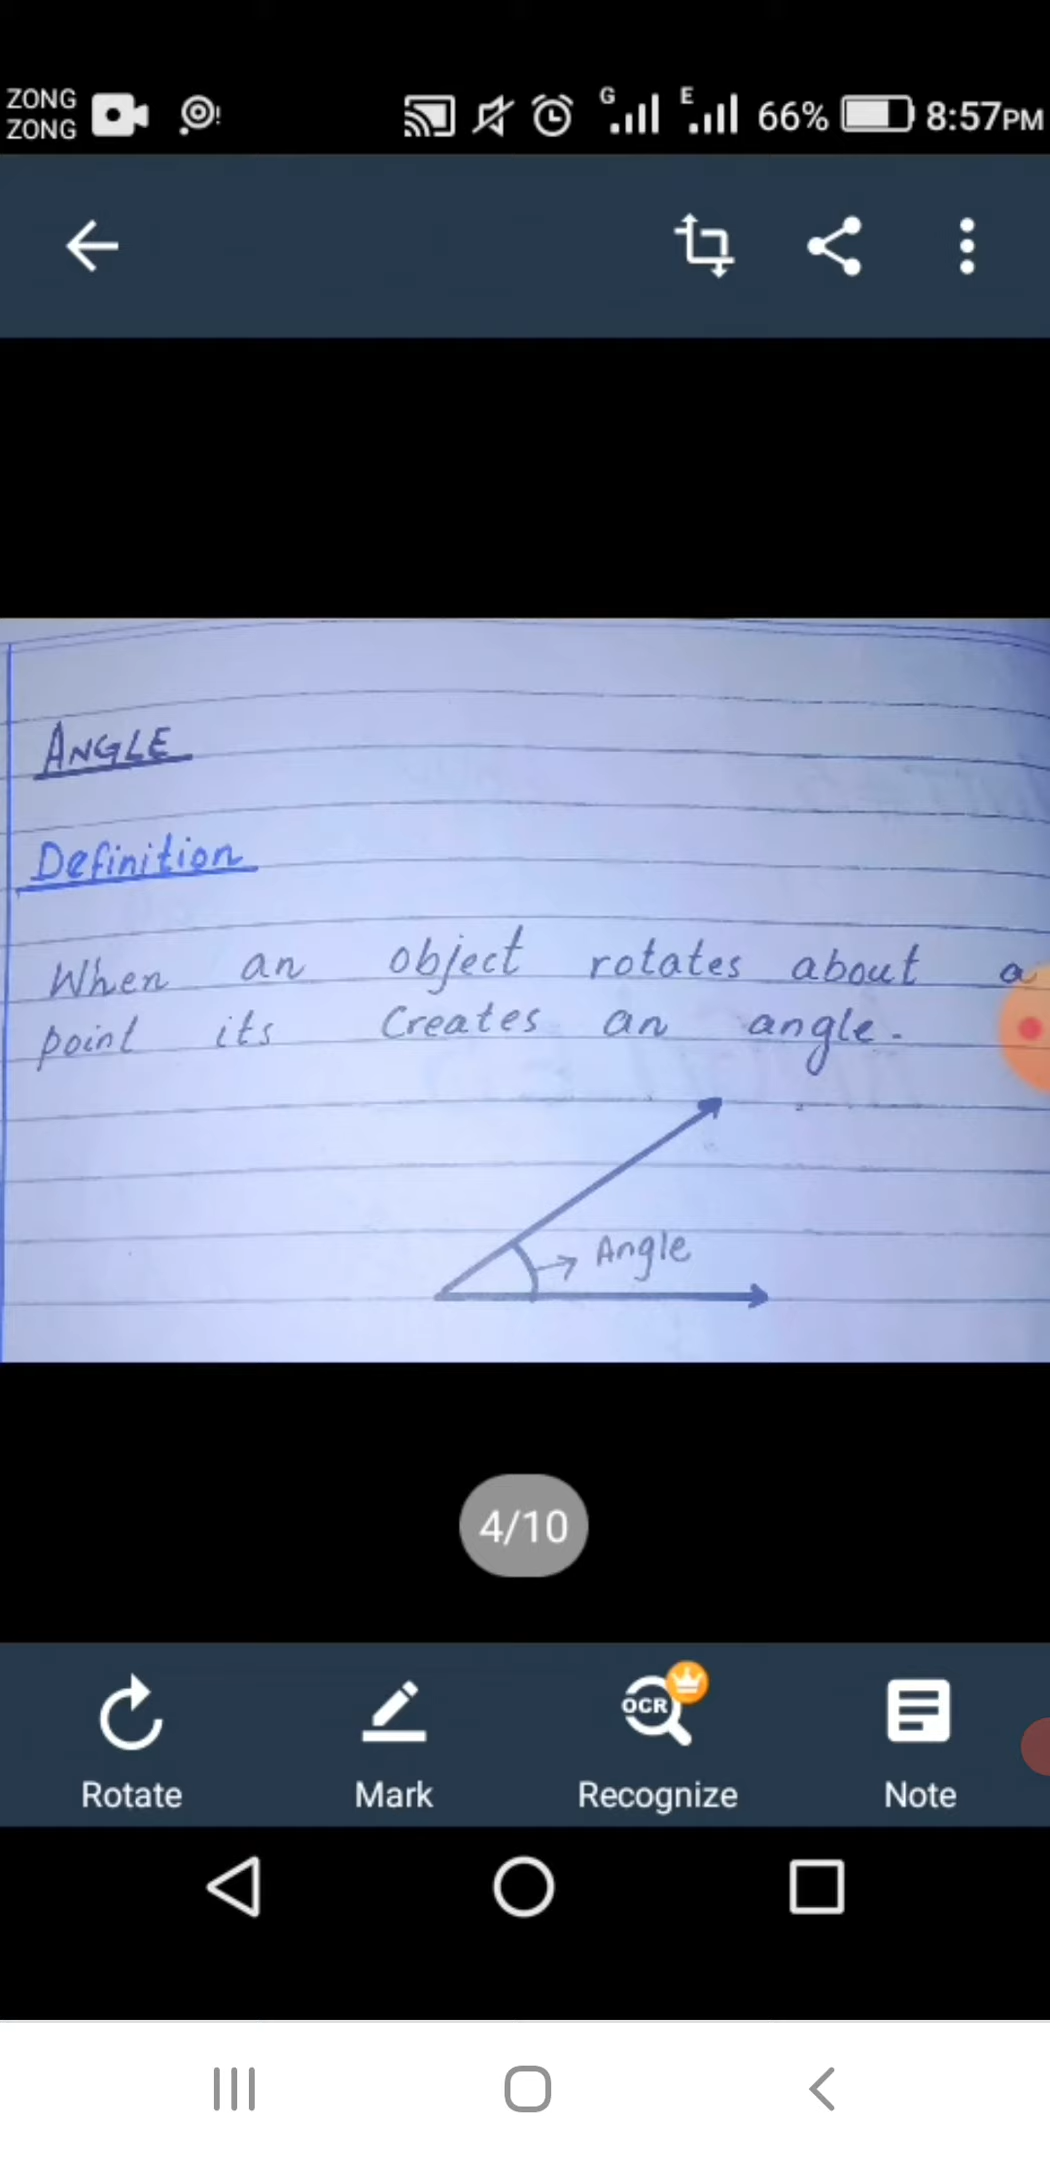 ZONG
ZONG
G
E
66%
8:57PM
ANGLE
Definition
When an object rotates about a
point its Creates an angle.
Angle
4/10
OCR
Rotate
Mark
Recognize
Note